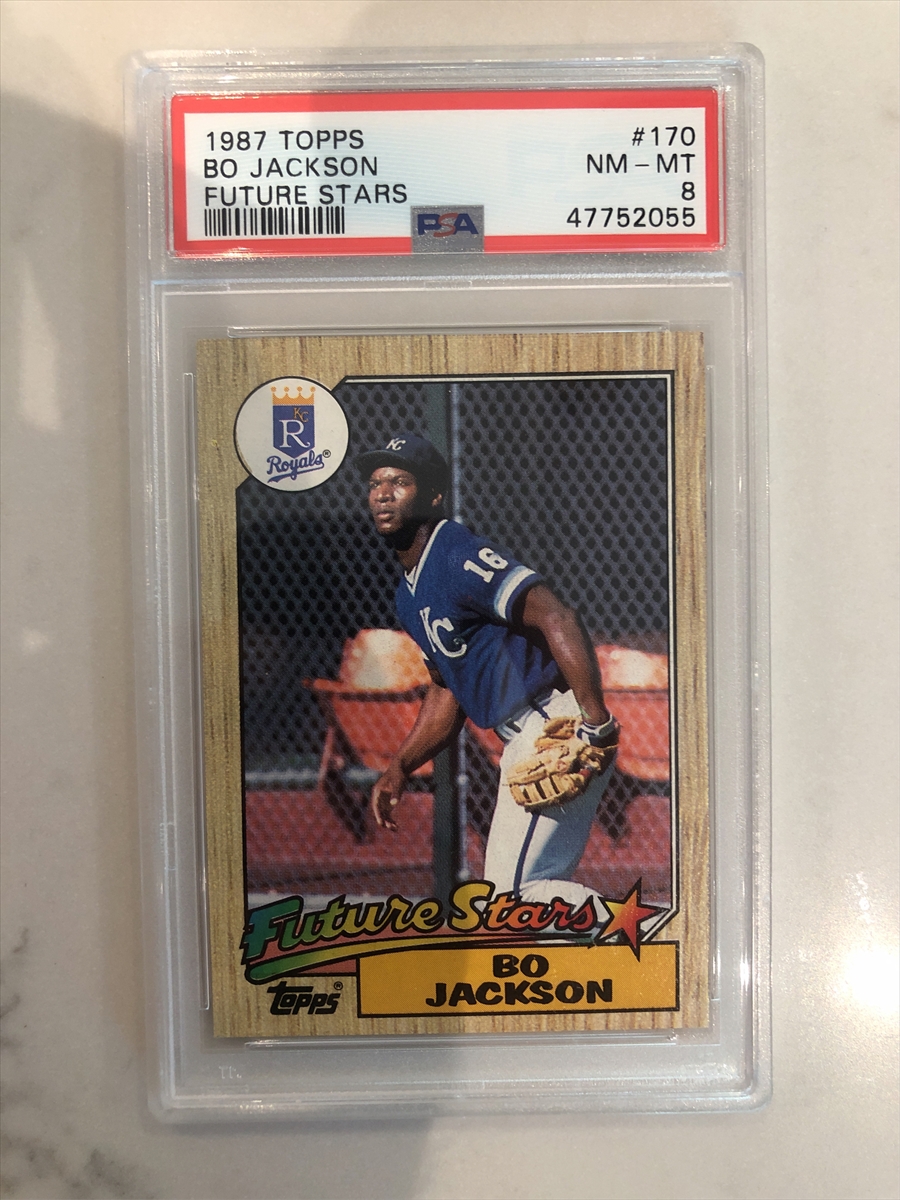 1987 TOPPS #170
BO JACKSON NM - MT
FUTURE STARS 8
PSA 47752055
KC
R
Royals®
KC
16
KC
Future Stars
topps®
BO
JACKSON